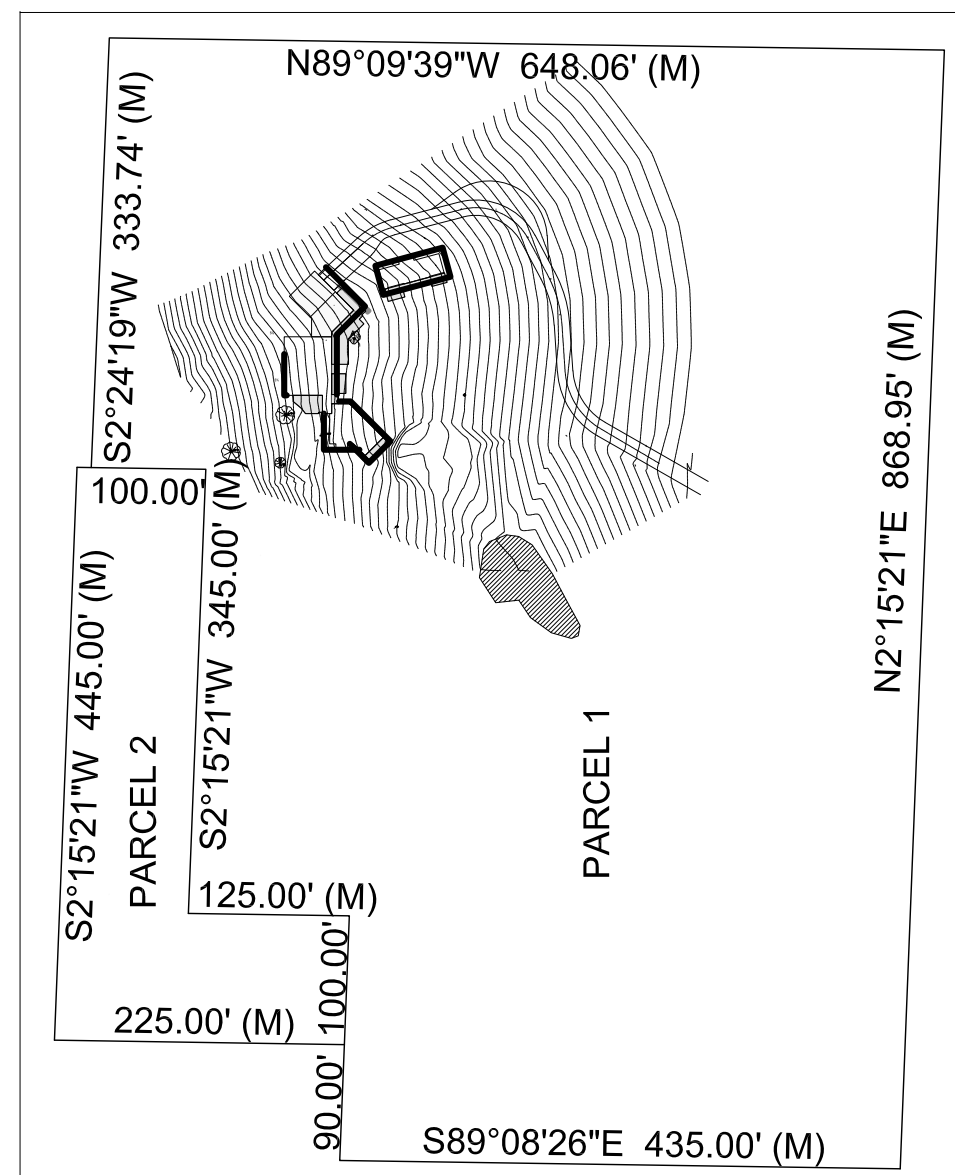 N89°09'39"W 648.06' (M)
S2°24'19"W 333.74' (M)
100.00'
S2°15'21"W 345.00' (M)
S2°15'21"W 445.00' (M)
PARCEL 2
N2°15'21"E 868.95' (M)
PARCEL 1
125.00' (M)
100.00'
225.00' (M)
90.00'
S89°08'26"E 435.00' (M)